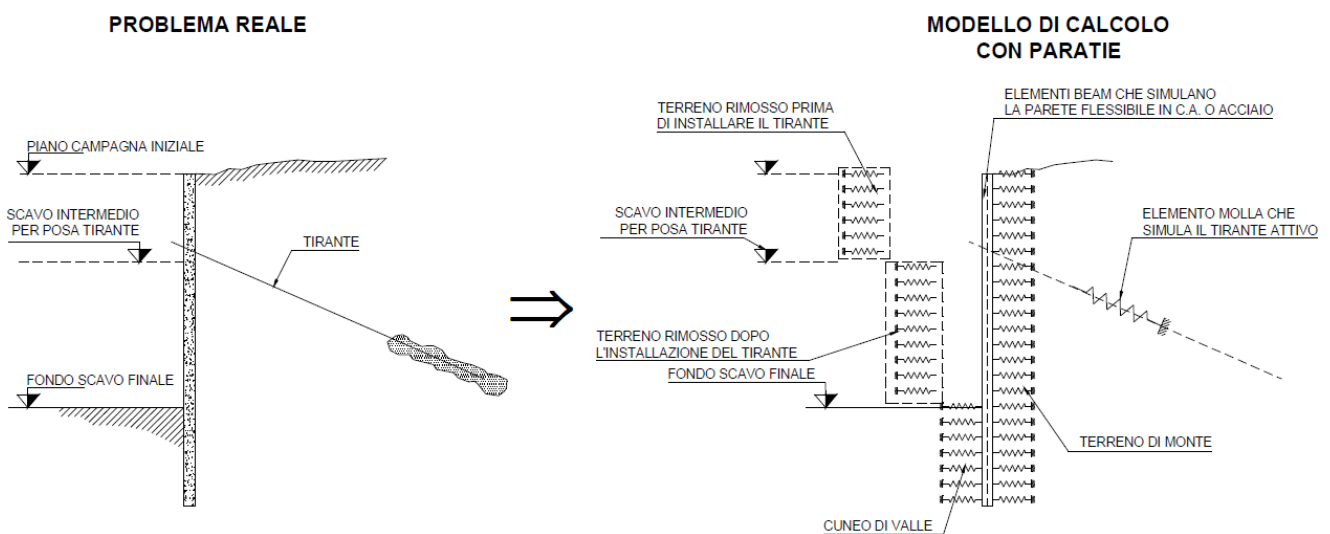 PROBLEMA REALE
PIANO CAMPAGNA INIZIALE
SCAVO INTERMEDIO
PER POSA TIRANTE
TIRANTE
FONDO SCAVO FINALE
MODELLO DI CALCOLO
CON PARATIE
TERRENO RIMOSSO PRIMA
DI INSTALLARE IL TIRANTE
ELEMENTI BEAM CHE SIMULANO
LA PARETE FLESSIBILE IN C.A. O ACCIAIO
SCAVO INTERMEDIO
PER POSA TIRANTE
ELEMENTO MOLLA CHE
SIMULA IL TIRANTE ATTIVO
TERRENO RIMOSSO DOPO
L'INSTALLAZIONE DEL TIRANTE
FONDO SCAVO FINALE
TERRENO DI MONTE
CUNEO DI VALLE